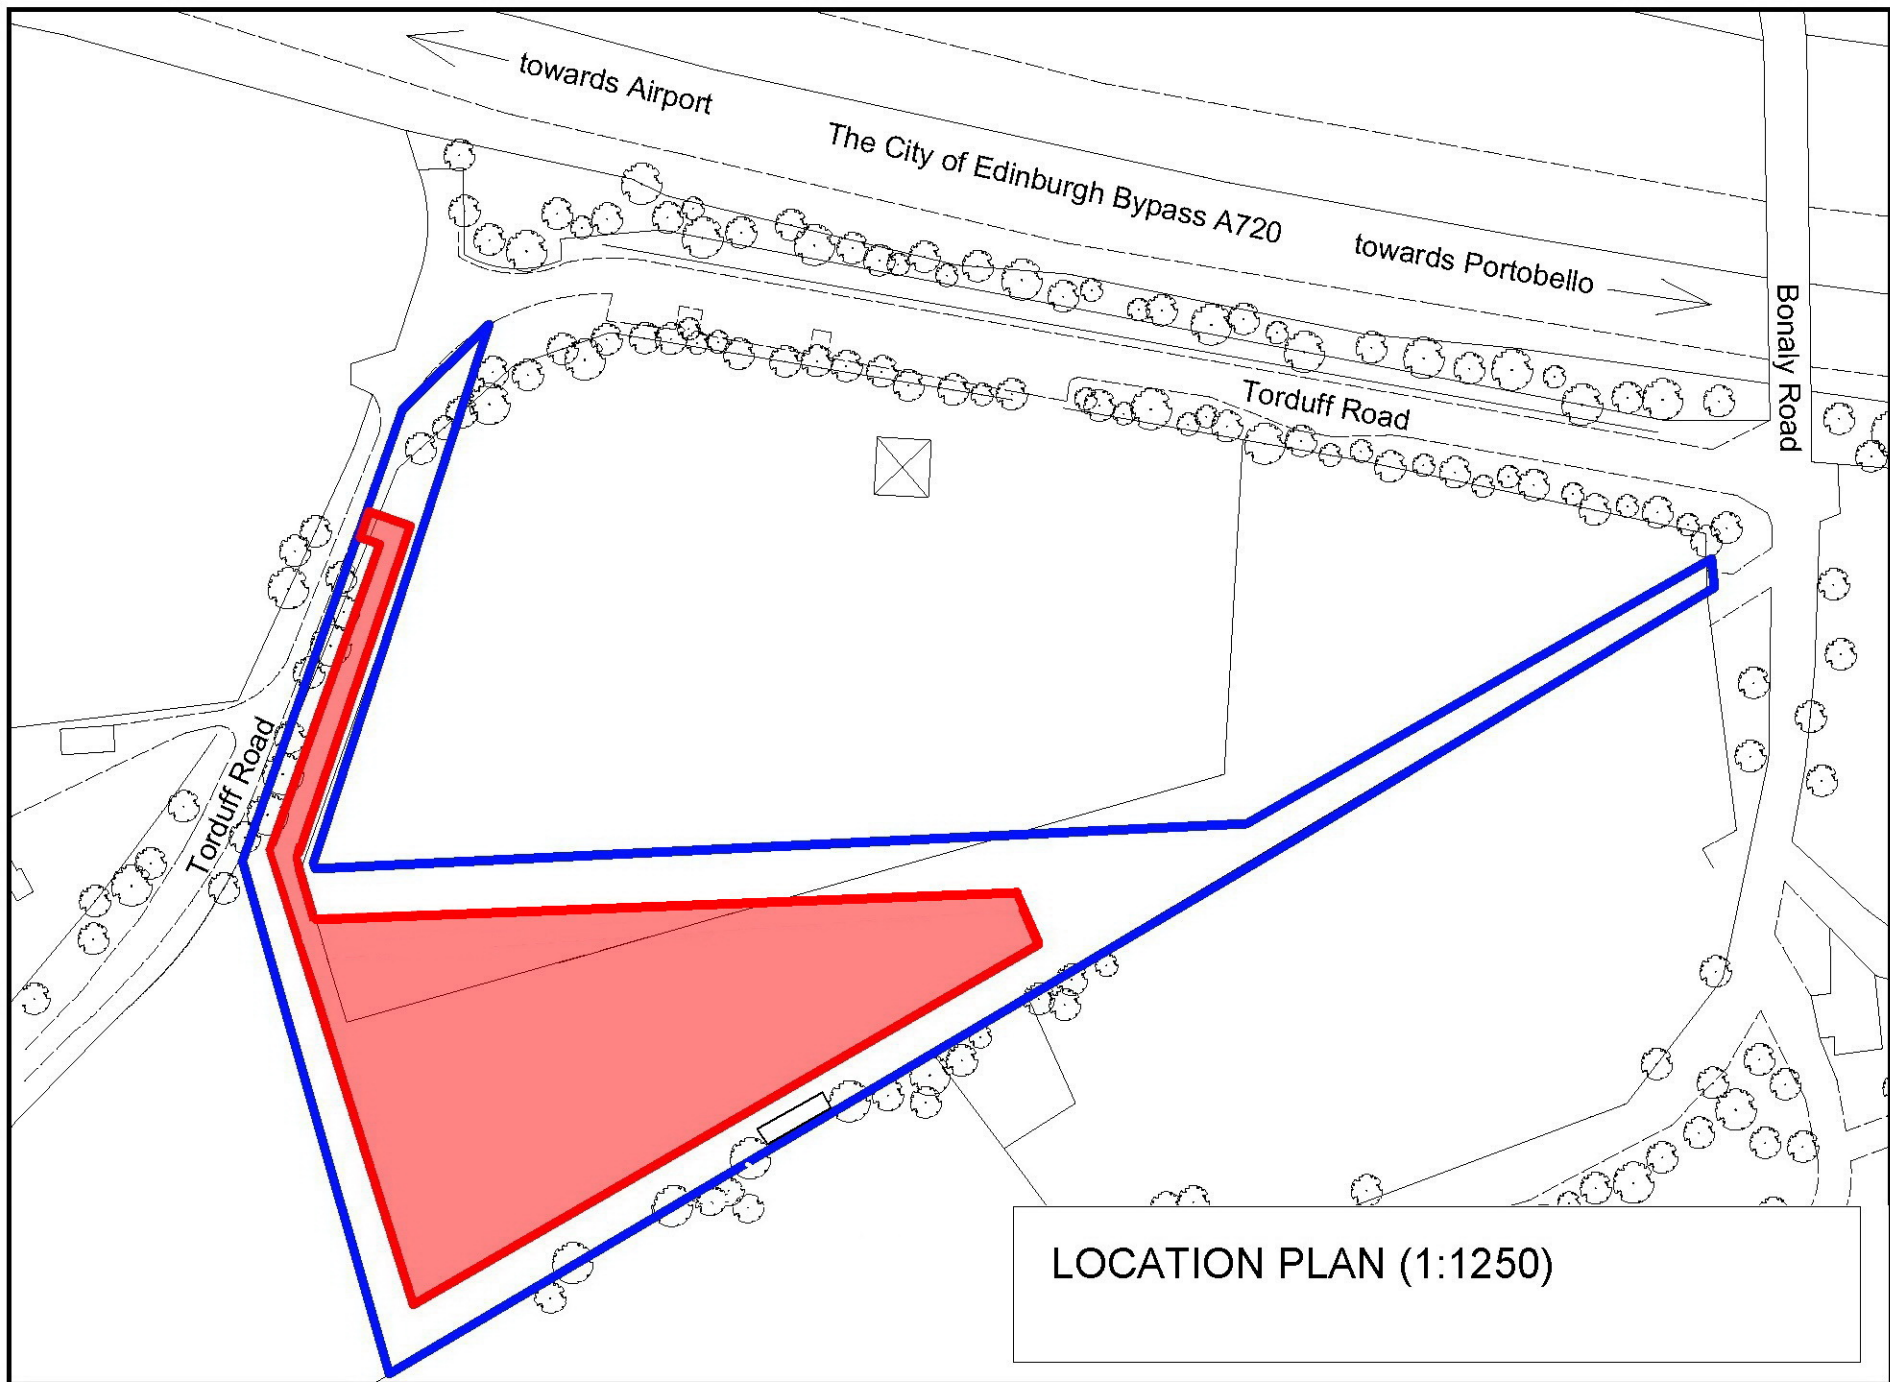 towards Airport
The City of Edinburgh Bypass A720
towards Portobello
Bonaly Road
Torduff Road
Torduff Road
LOCATION PLAN (1:1250)